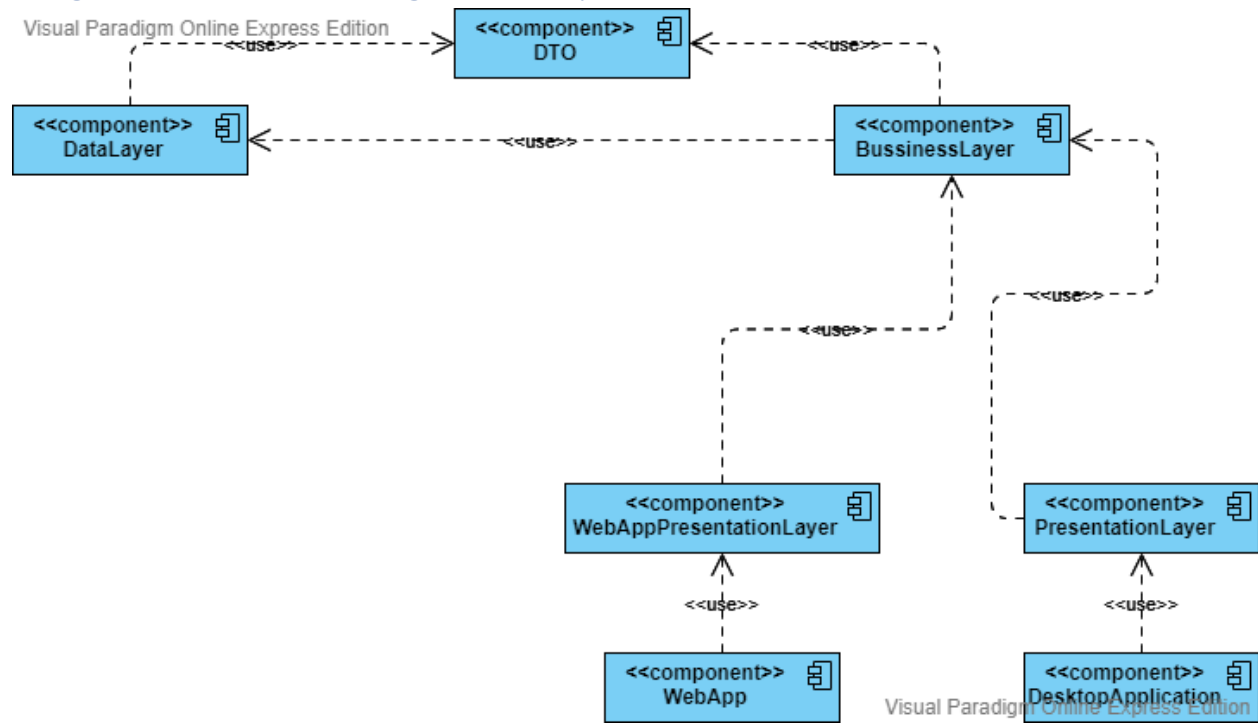 Visual Paradigm Online Express Edition
<<component>>
DTO
<<use>>
<<use>>
<<component>>
DataLayer
<<use>>
<<component>>
BussinessLayer
<<use>>
<<use>>
<<component>>
WebAppPresentationLayer
<<component>>
PresentationLayer
<<use>>
<<use>>
<<component>>
WebApp
<<component>>
DesktopApplication
Visual Paradigm Online Express Edition